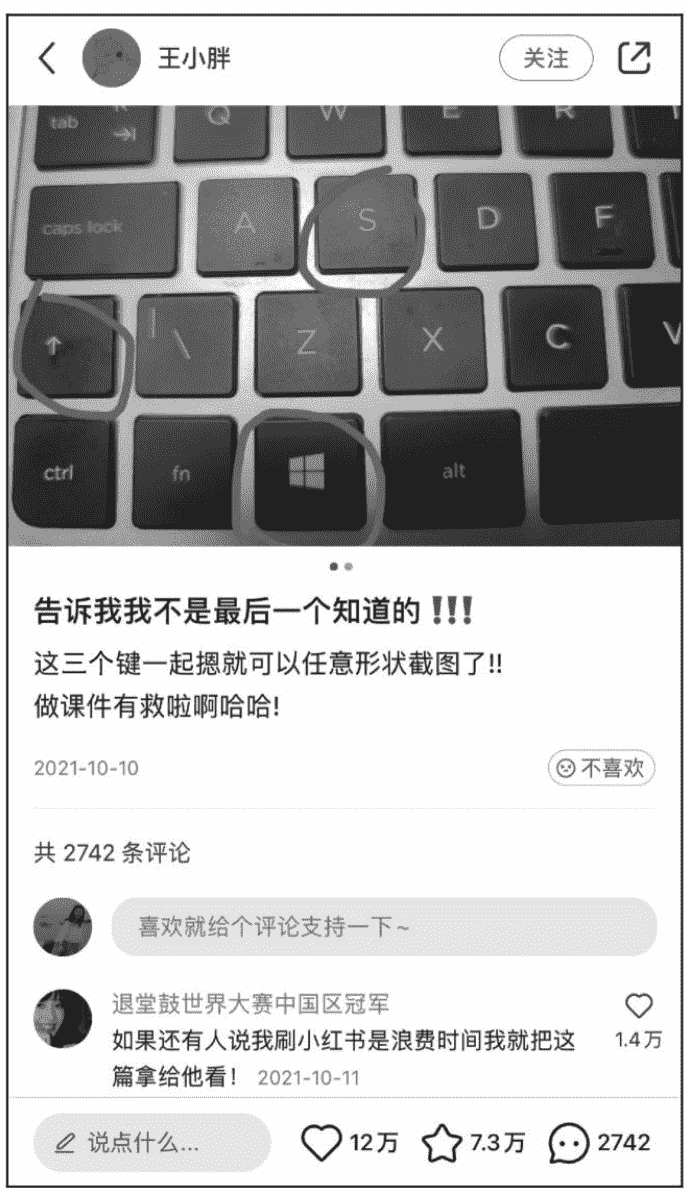 王小胖
关注
tab
Q W E R
caps lock A S D F
↑ | \ Z X C V
ctrl fn alt
告诉我我不是最后一个知道的 !!!
这三个键一起摁就可以任意形状截图了!!
做课件有救啦啊哈哈!
2021-10-10
不喜欢
共 2742 条评论
喜欢就给个评论支持一下~
退堂鼓世界大赛中国区冠军
如果还有人说我刷小红书是浪费时间我就把这
篇拿给他看! 2021-10-11
1.4万
说点什么...
12万
7.3万
2742